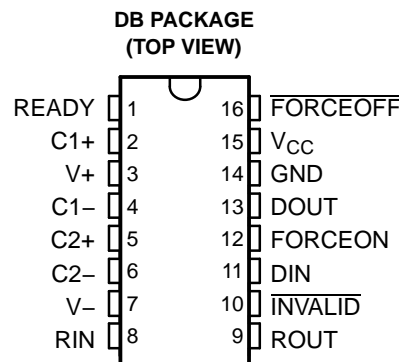 DB PACKAGE
(TOP VIEW)
READY 1 16 FORCEOFF
C1+ 2 15 VCC
V+ 3 14 GND
C1− 4 13 DOUT
C2+ 5 12 FORCEON
C2− 6 11 DIN
V− 7 10 INVALID
RIN 8 9 ROUT